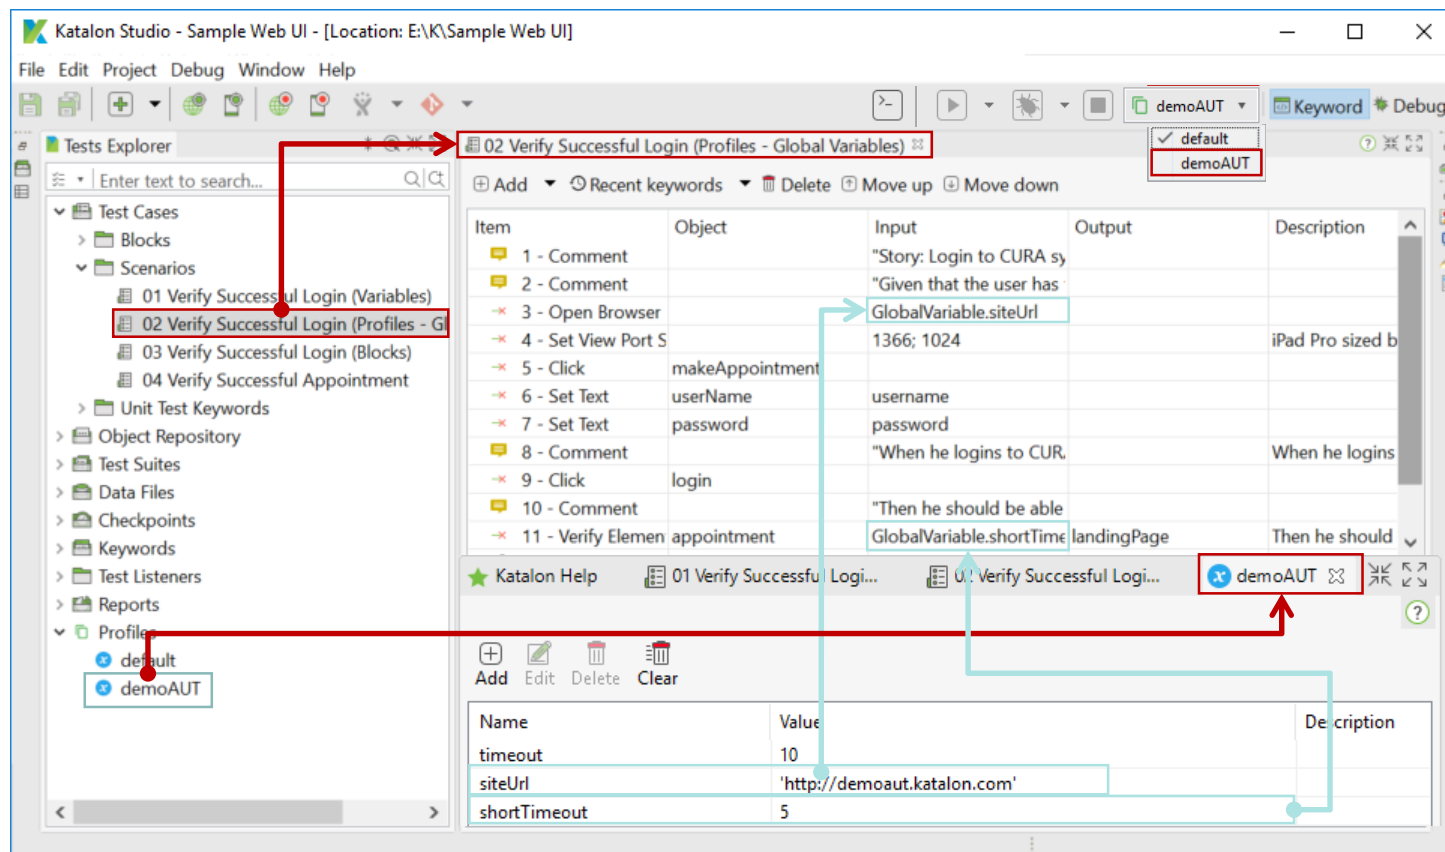 Katalon Studio - Sample Web UI - [Location: E:\K\Sample Web UI]
File Edit Project Debug Window Help
demoAUT Keyword Debug
default
demoAUT
Tests Explorer
Enter text to search...
Test Cases
Blocks
Scenarios
01 Verify Successful Login (Variables)
02 Verify Successful Login (Profiles - Gl
03 Verify Successful Login (Blocks)
04 Verify Successful Appointment
Unit Test Keywords
Object Repository
Test Suites
Data Files
Checkpoints
Keywords
Test Listeners
Reports
Profiles
default
demoAUT
02 Verify Successful Login (Profiles - Global Variables)
Add Recent keywords Delete Move up Move down
Item Object Input Output Description
1 - Comment "Story: Login to CURA sy
2 - Comment "Given that the user has
3 - Open Browser GlobalVariable.siteUrl
4 - Set View Port S 1366; 1024 iPad Pro sized b
5 - Click makeAppointment
6 - Set Text userName username
7 - Set Text password password
8 - Comment "When he logins to CUR. When he logins
9 - Click login
10 - Comment "Then he should be able
11 - Verify Elemen appointment GlobalVariable.shortTime landingPage Then he should
Katalon Help 01 Verify Successful Logi... 02 Verify Successful Logi... demoAUT
Add Edit Delete Clear
Name Value Description
timeout 10
siteUrl 'http://demoaut.katalon.com'
shortTimeout 5